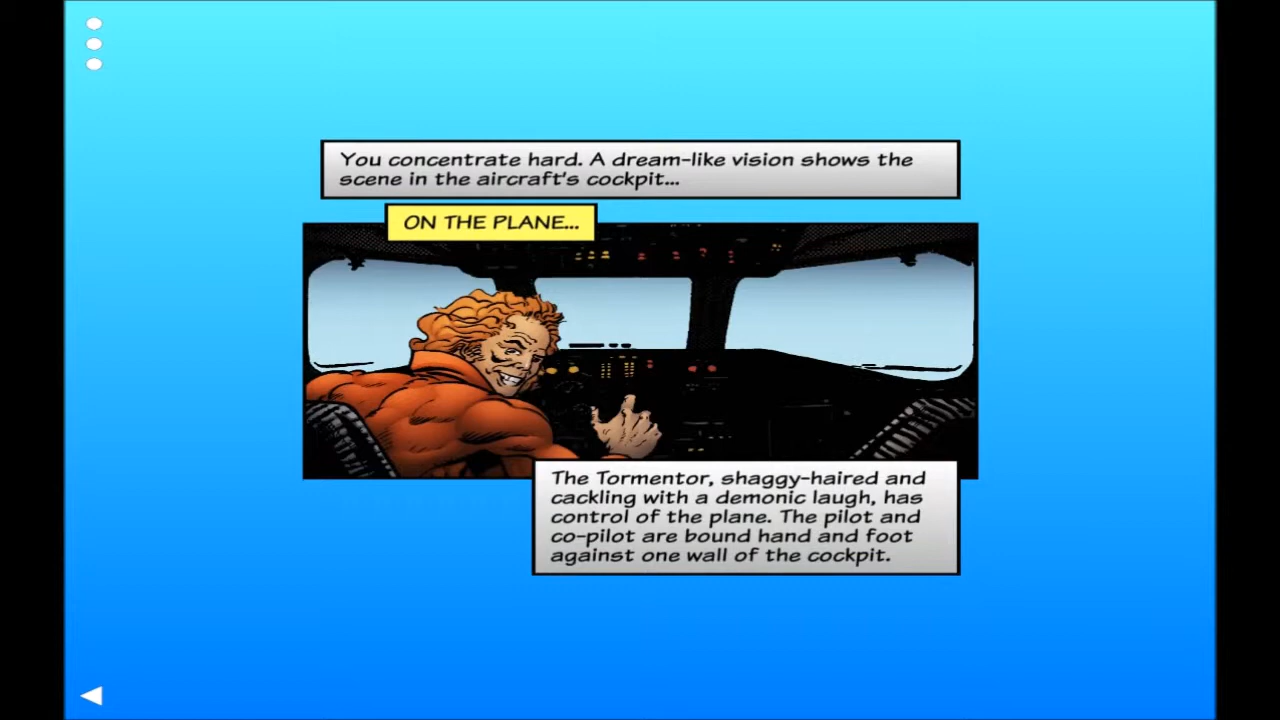 You concentrate hard. A dream-like vision shows the
scene in the aircraft's cockpit...
ON THE PLANE...
The Tormentor, shaggy-haired and
cackling with a demonic laugh, has
control of the plane. The pilot and
co-pilot are bound hand and foot
against one wall of the cockpit.